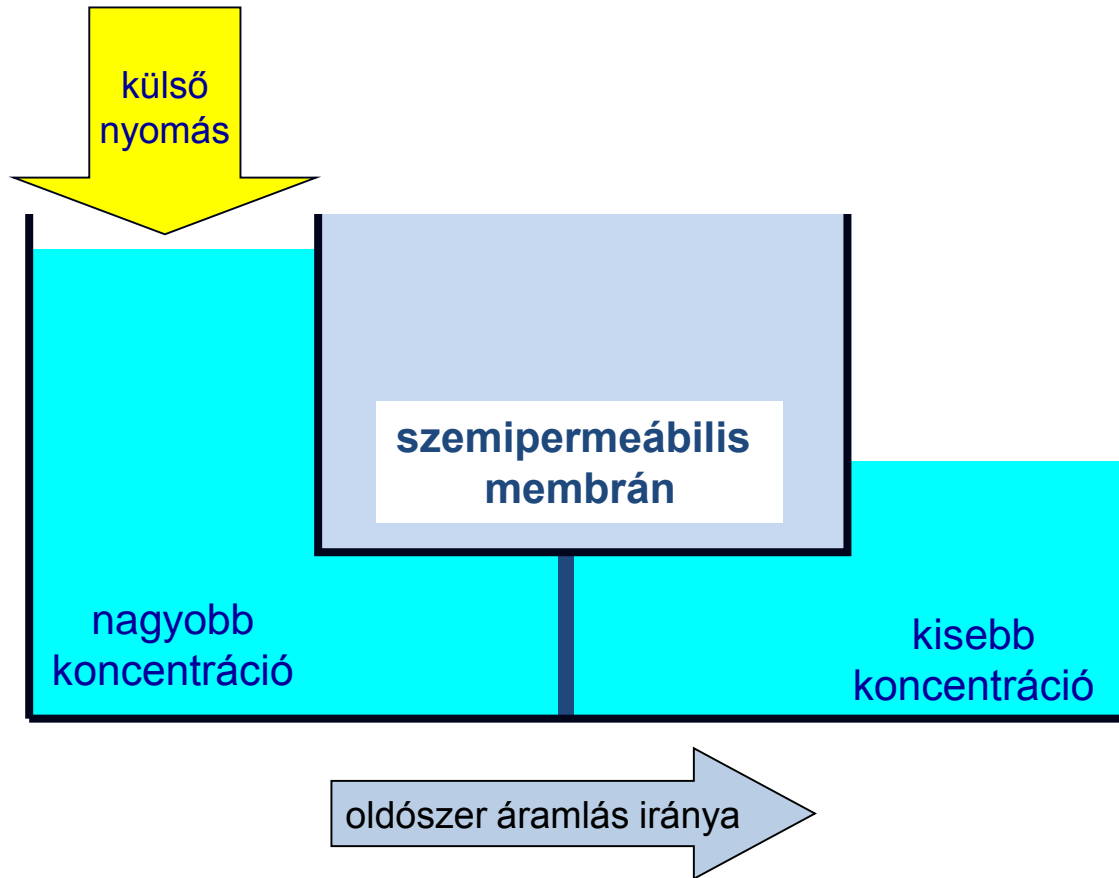 külső
nyomás
szemipermeábilis
membrán
nagyobb
koncentráció
kisebb
koncentráció
oldószer áramlás iránya